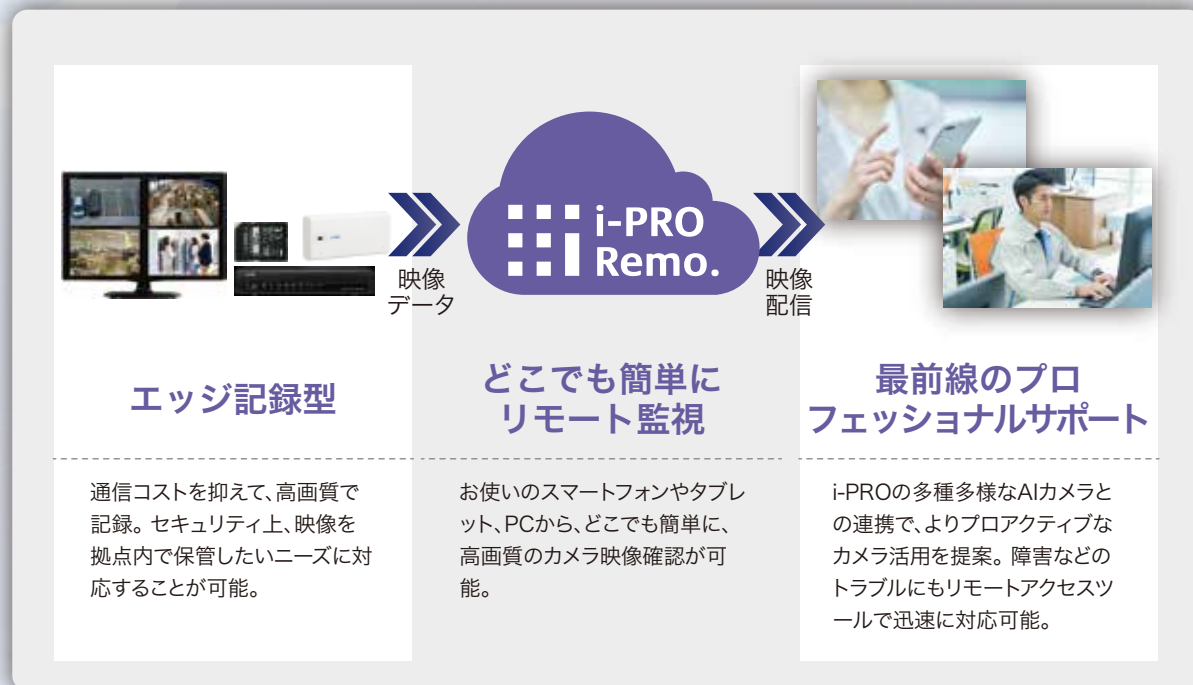 i-PRO
Remo.
映像
データ
映像
配信
エッジ記録型
通信コストを抑えて、高画質で
記録。セキュリティ上、映像を
拠点内で保管したいニーズに対
応することが可能。
どこでも簡単に
リモート監視
お使いのスマートフォンやタブレ
ット、PCから、どこでも簡単に、
高画質のカメラ映像確認が可
能。
最前線のプロ
フェッショナルサポート
i-PROの多種多様なAIカメラと
の連携で、よりプロアクティブな
カメラ活用を提案。障害などの
トラブルにもリモートアクセスツ
ールで迅速に対応可能。